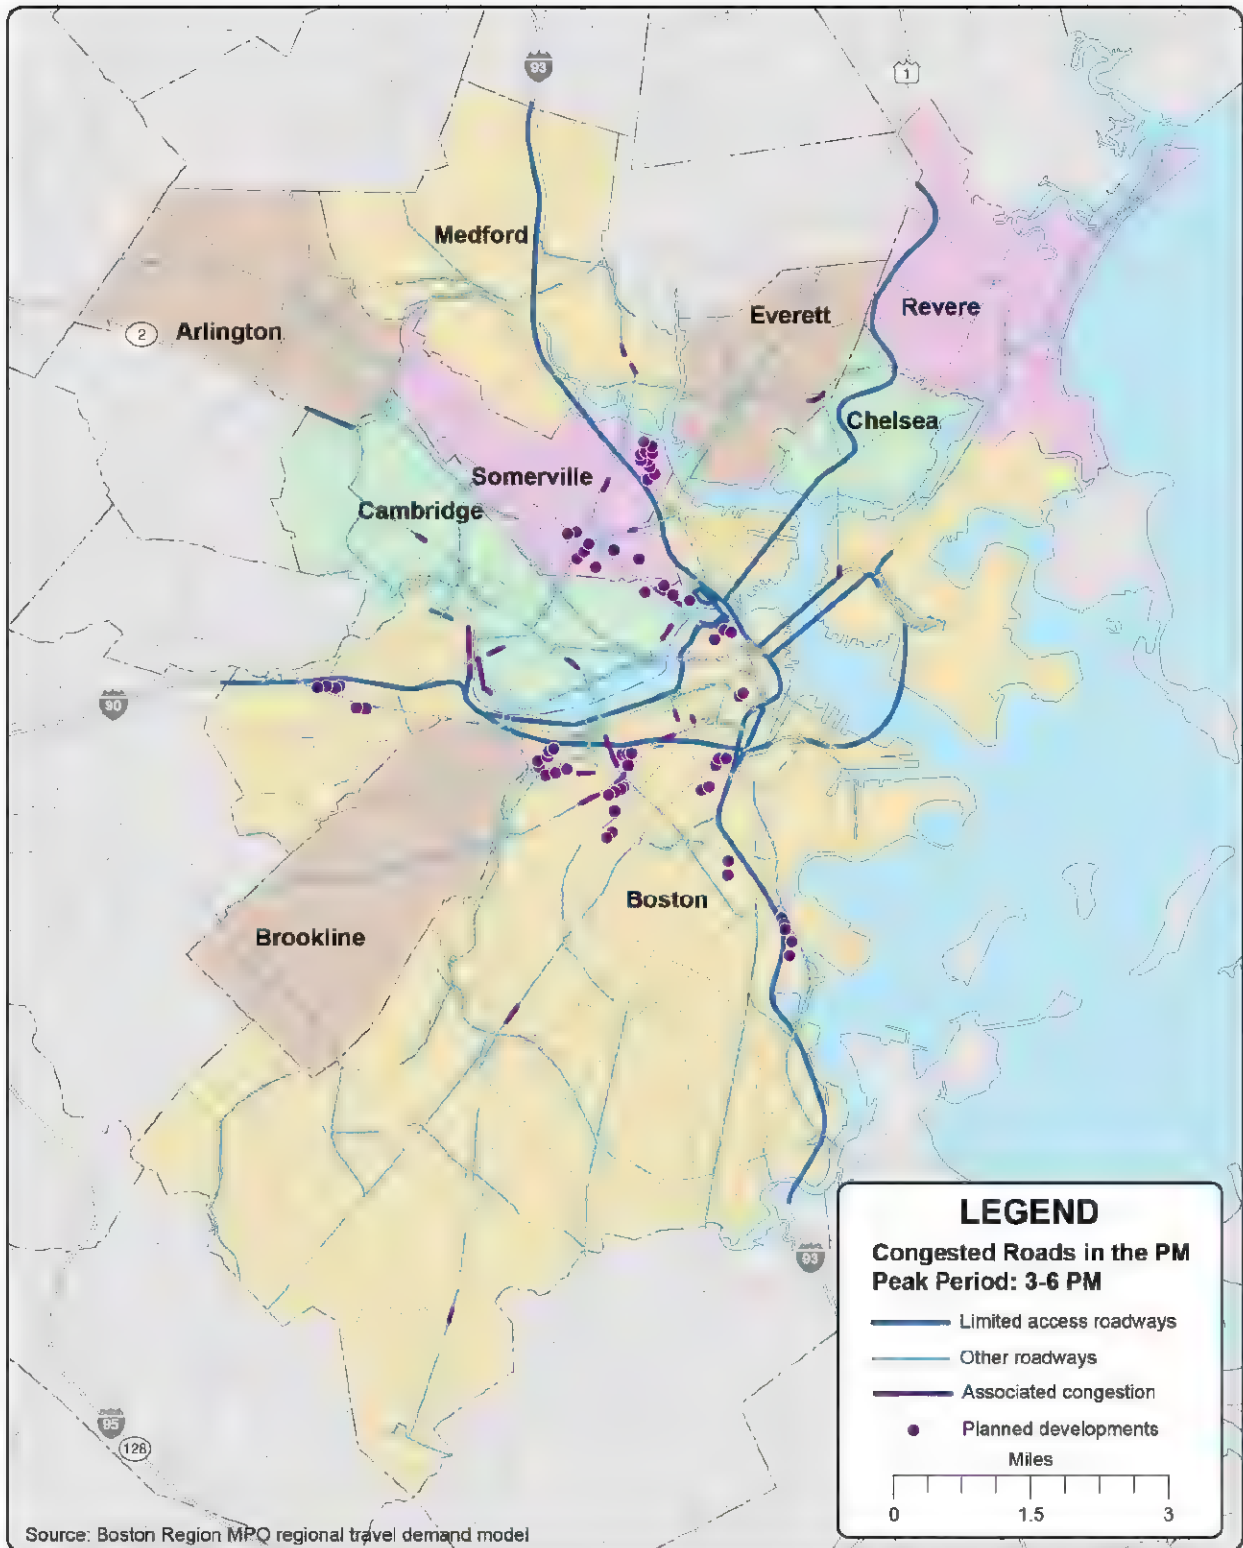 93
1
Medford
Everett
Revere
2
Arlington
Chelsea
Somerville
Cambridge
90
Boston
Brookline
93
95
128
LEGEND
Congested Roads in the PM
Peak Period: 3-6 PM
Limited access roadways
Other roadways
Associated congestion
Planned developments
Miles
0 1.5 3
Source: Boston Region MPO regional travel demand model